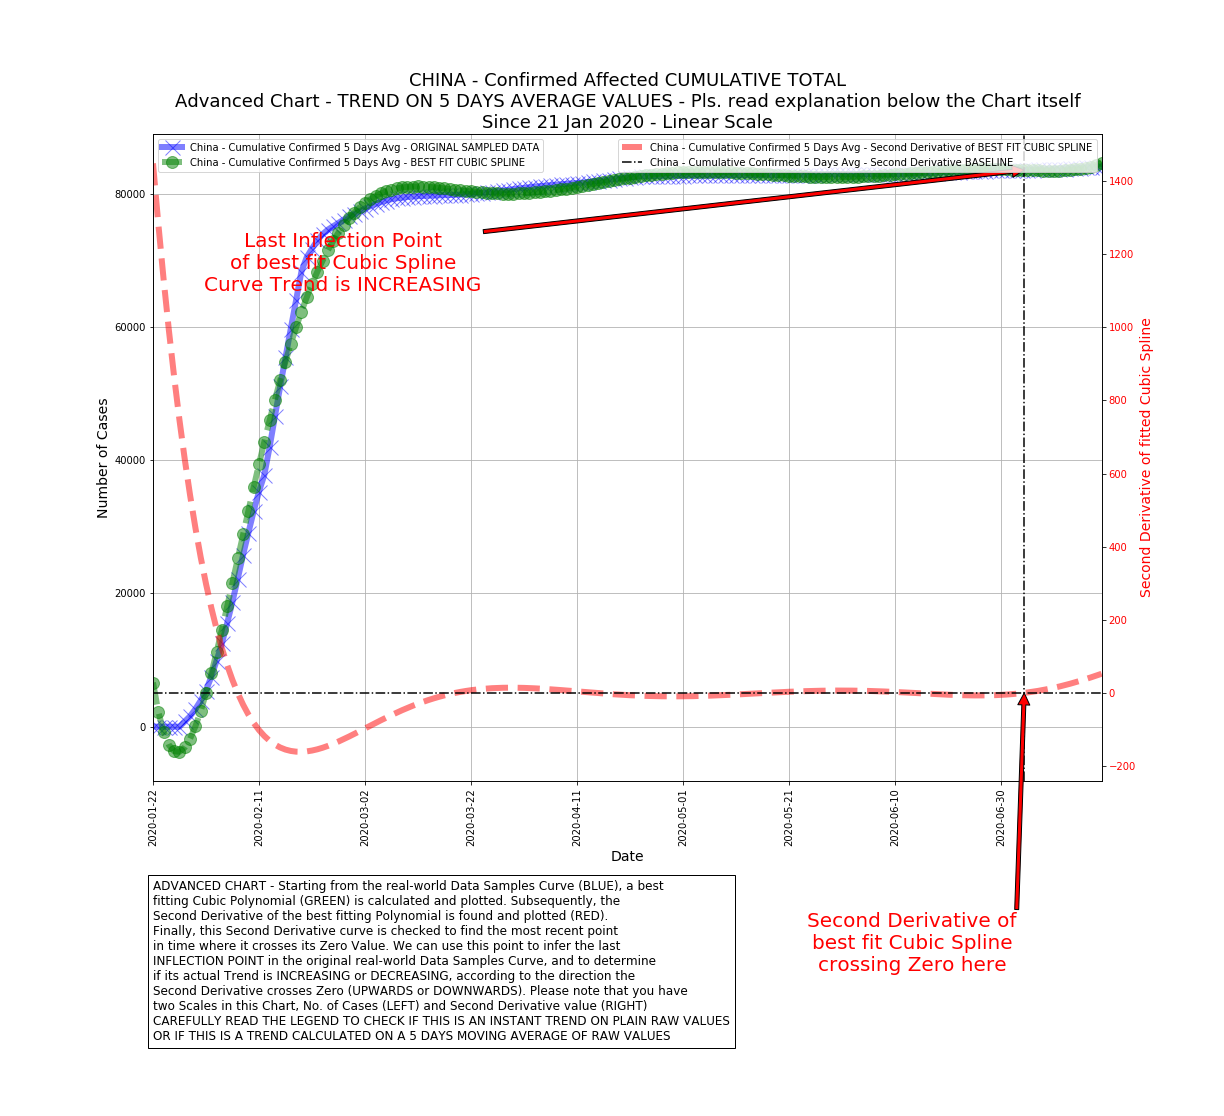 CHINA - Confirmed Affected CUMULATIVE TOTAL
Advanced Chart - TREND ON 5 DAYS AVERAGE VALUES - Pls. read explanation below the Chart itself
Since 21 Jan 2020 - Linear Scale
China - Cumulative Confirmed 5 Days Avg - ORIGINAL SAMPLED DATA
China - Cumulative Confirmed 5 Days Avg - BEST FIT CUBIC SPLINE
China - Cumulative Confirmed 5 Days Avg - Second Derivative of BEST FIT CUBIC SPLINE
China - Cumulative Confirmed 5 Days Avg - Second Derivative BASELINE
Last Inflection Point
of best fit Cubic Spline
Curve Trend is INCREASING
Number of Cases
80000
60000
40000
20000
0
1400
1200
1000
800
600
400
200
0
−200
Second Derivative of fitted Cubic Spline
2020-01-22
2020-02-11
2020-03-02
2020-03-22
2020-04-11
2020-05-01
2020-05-21
2020-06-10
2020-06-30
Date
ADVANCED CHART - Starting from the real-world Data Samples Curve (BLUE), a best
fitting Cubic Polynomial (GREEN) is calculated and plotted. Subsequently, the
Second Derivative of the best fitting Polynomial is found and plotted (RED).
Finally, this Second Derivative curve is checked to find the most recent point
in time where it crosses its Zero Value. We can use this point to infer the last
INFLECTION POINT in the original real-world Data Samples Curve, and to determine
if its actual Trend is INCREASING or DECREASING, according to the direction the
Second Derivative crosses Zero (UPWARDS or DOWNWARDS). Please note that you have
two Scales in this Chart, No. of Cases (LEFT) and Second Derivative value (RIGHT)
CAREFULLY READ THE LEGEND TO CHECK IF THIS IS AN INSTANT TREND ON PLAIN RAW VALUES
OR IF THIS IS A TREND CALCULATED ON A 5 DAYS MOVING AVERAGE OF RAW VALUES
Second Derivative of
best fit Cubic Spline
crossing Zero here